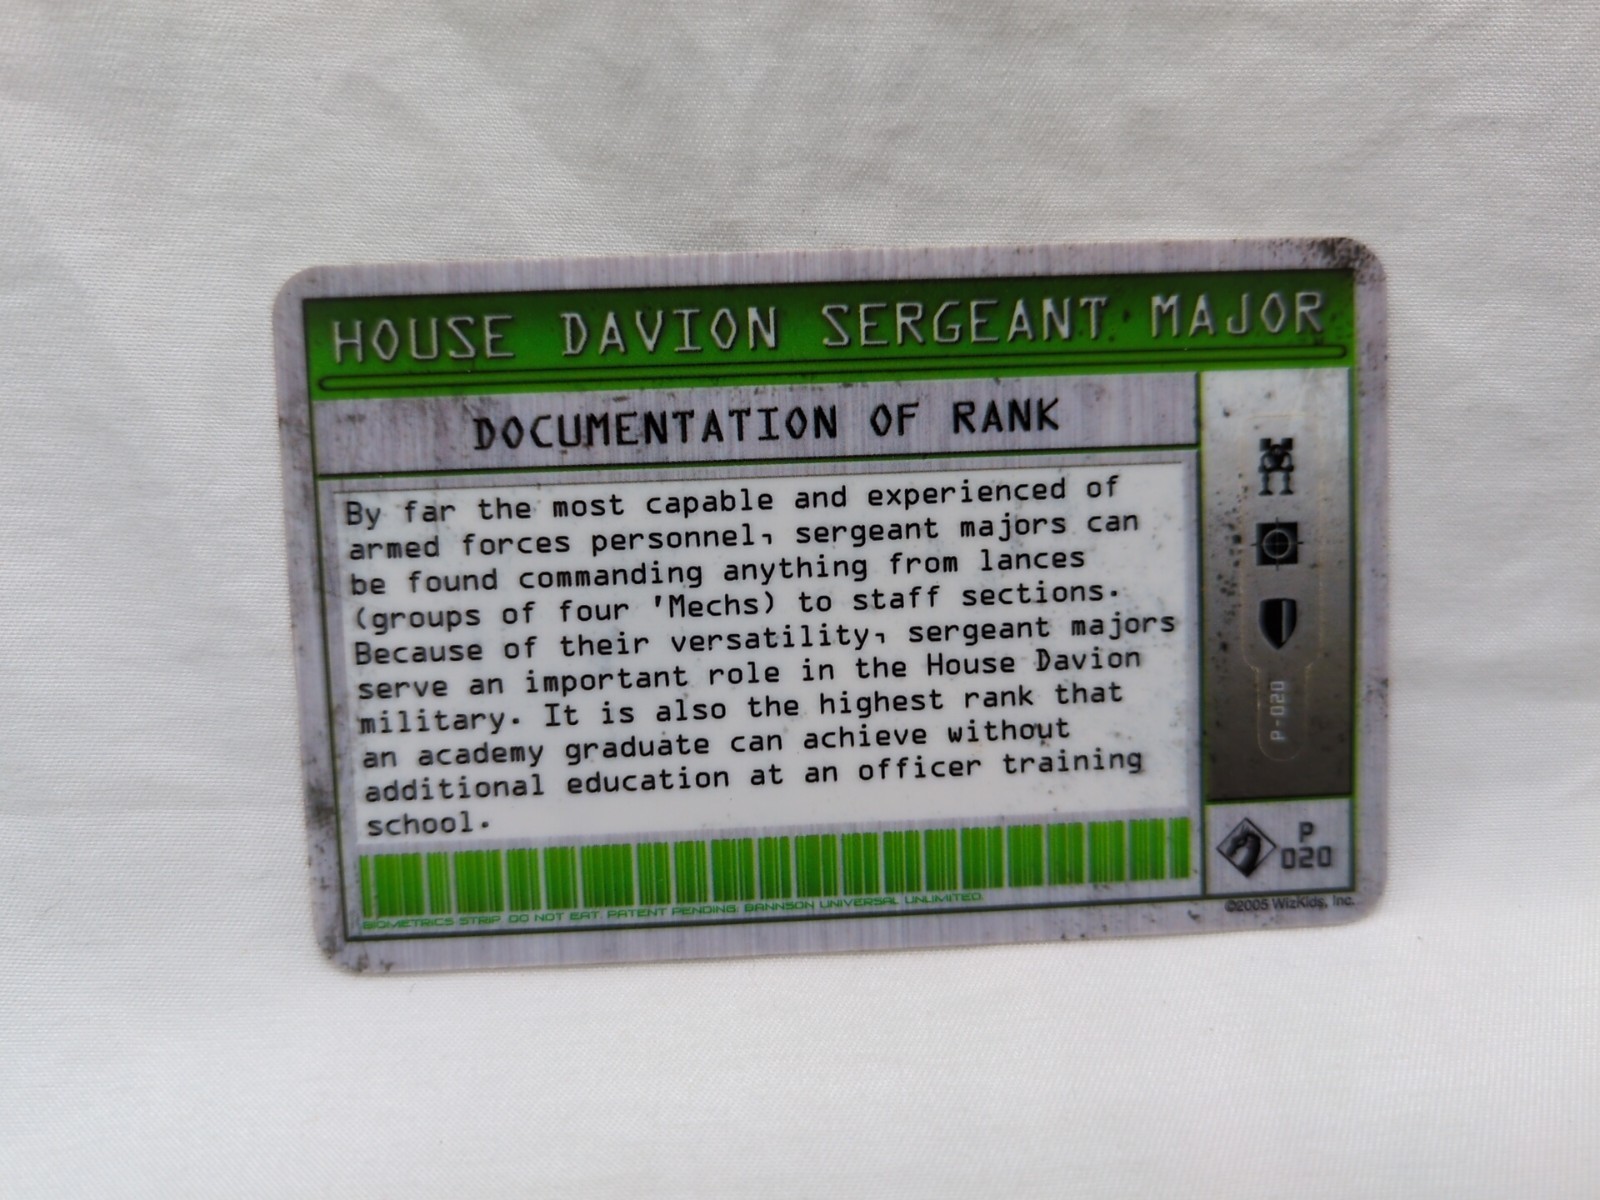 HOUSE DAVION SERGEANT MAJOR
DOCUMENTATION OF RANK
By far the most capable and experienced of
armed forces personnel, sergeant majors can
be found commanding anything from lances
(groups of four 'Mechs) to staff sections.
Because of their versatility, sergeant majors
serve an important role in the House Davion
military. It is also the highest rank that
an academy graduate can achieve without
additional education at an officer training
school.
BIOMETRICS STRIP. DO NOT EAT. PATENT PENDING. BANNSON UNIVERSAL UNLIMITED.
P-020
P
020
©2005 WizKids, Inc.